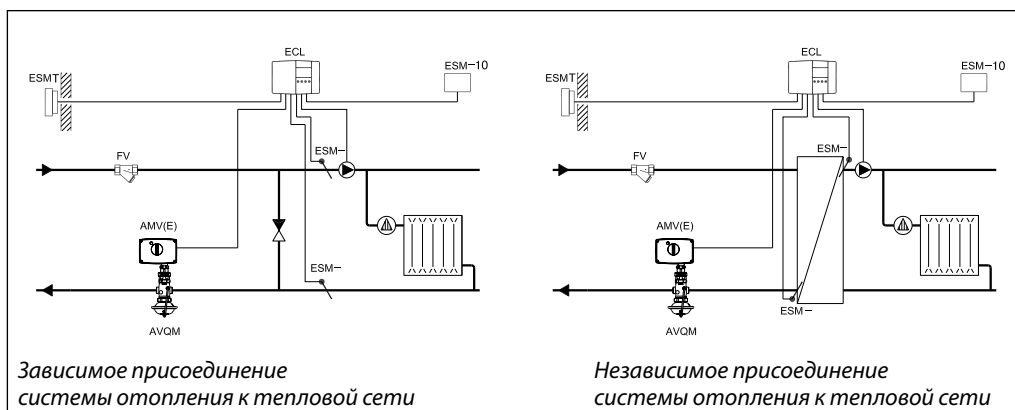 ECL
ESMT
ESM-10
ESM-
FV
AMV(E)
ESM-
AVQM
Зависимое присоединение
системы отопления к тепловой сети
ECL
ESMT
ESM-10
ESM-
FV
AMV(E)
ESM-
AVQM
Независимое присоединение
системы отопления к тепловой сети